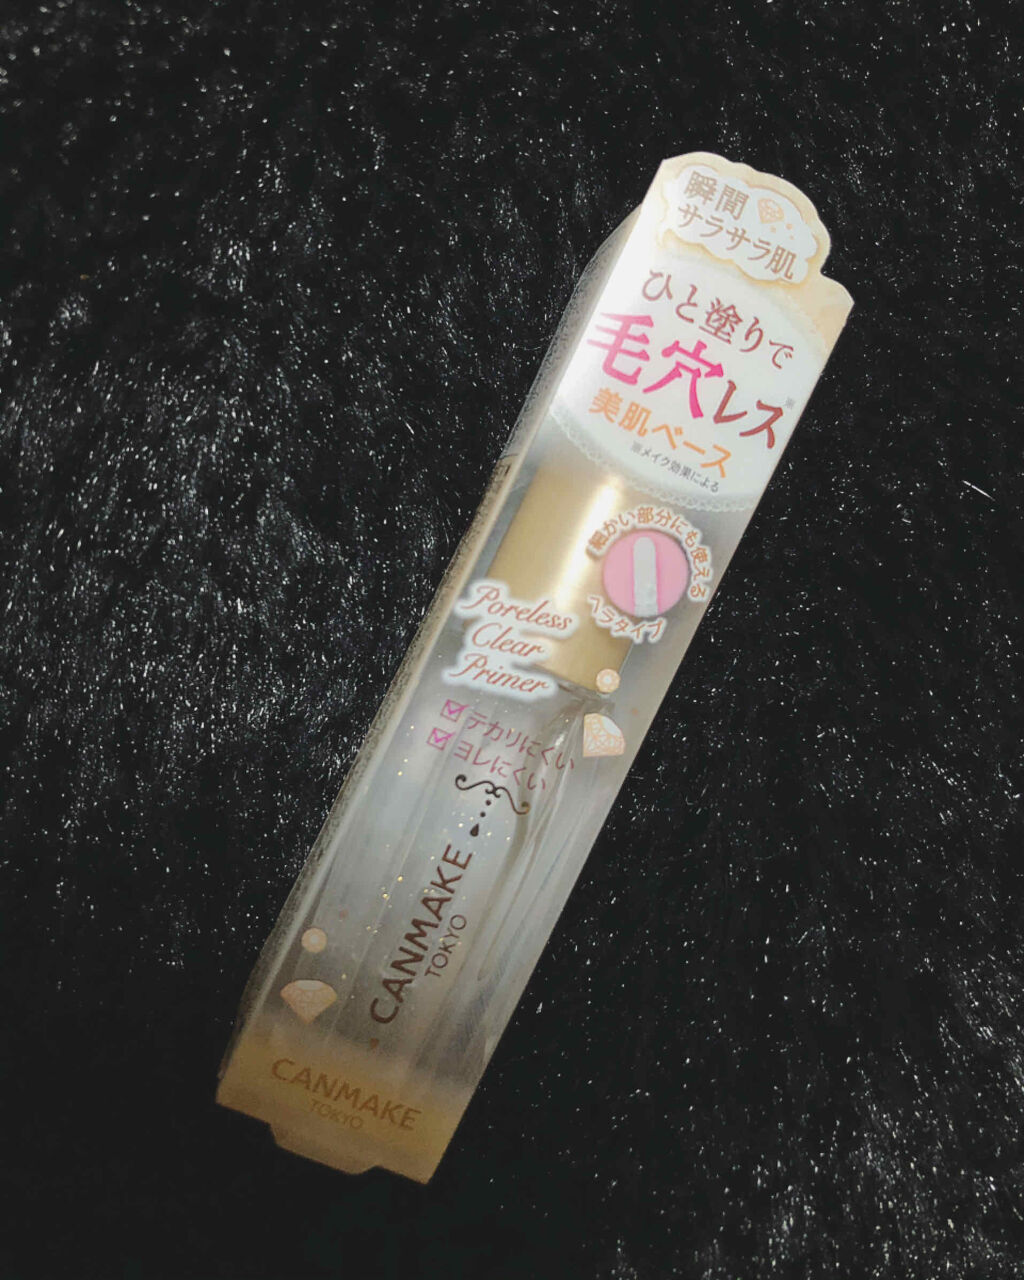 瞬間
サラサラ肌
ひと塗りで
毛穴レス※
美肌ベース
※メイク効果による
細かい部分にも使える
ヘラタイプ
Poreless
Clear
Primer
テカりにくい
ヨレにくい
CANMAKE
TOKYO
CANMAKE
TOKYO